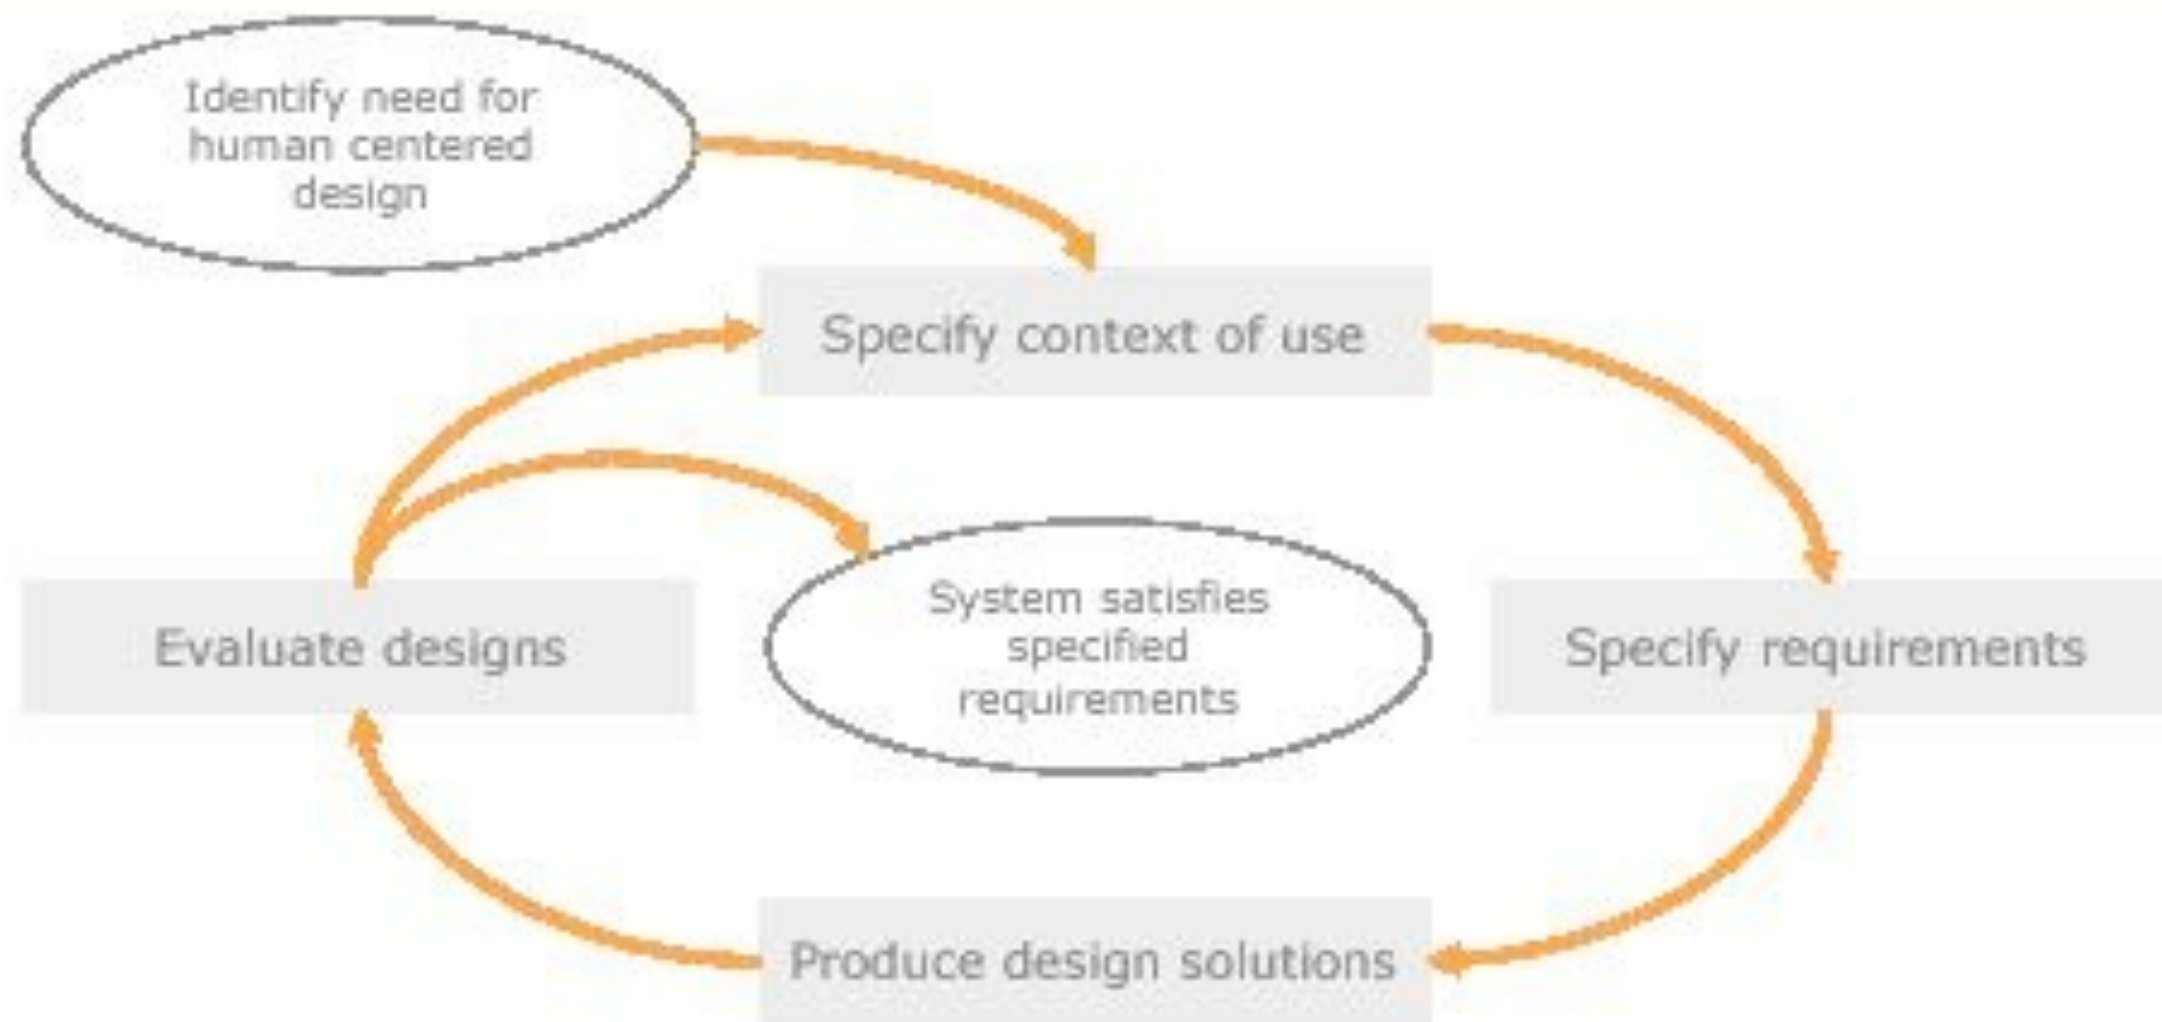 Identify need for
human centered
design
Specify context of use
Evaluate designs
System satisfies
specified
requirements
Specify requirements
Produce design solutions